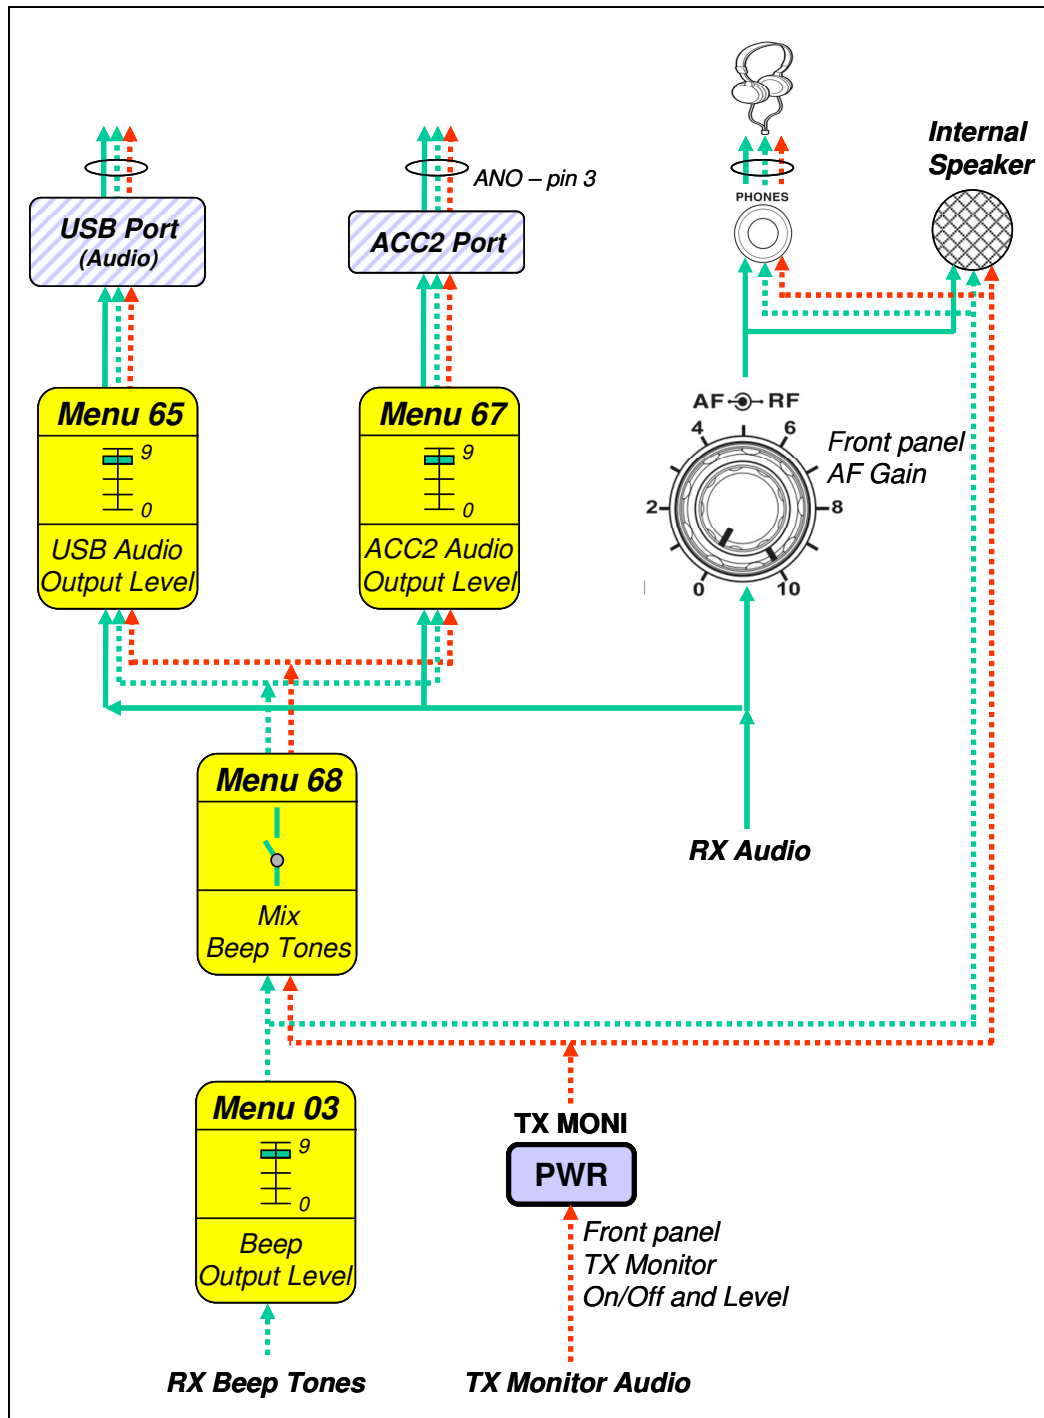 Internal
Speaker
ANO – pin 3
PHONES
USB Port
(Audio)
ACC2 Port
Menu 65
9
0
USB Audio
Output Level
Menu 67
9
0
ACC2 Audio
Output Level
AF RF
4 6
2 8
0 10
Front panel
AF Gain
Menu 68
Mix
Beep Tones
RX Audio
Menu 03
9
0
Beep
Output Level
TX MONI
PWR
Front panel
TX Monitor
On/Off and Level
RX Beep Tones
TX Monitor Audio